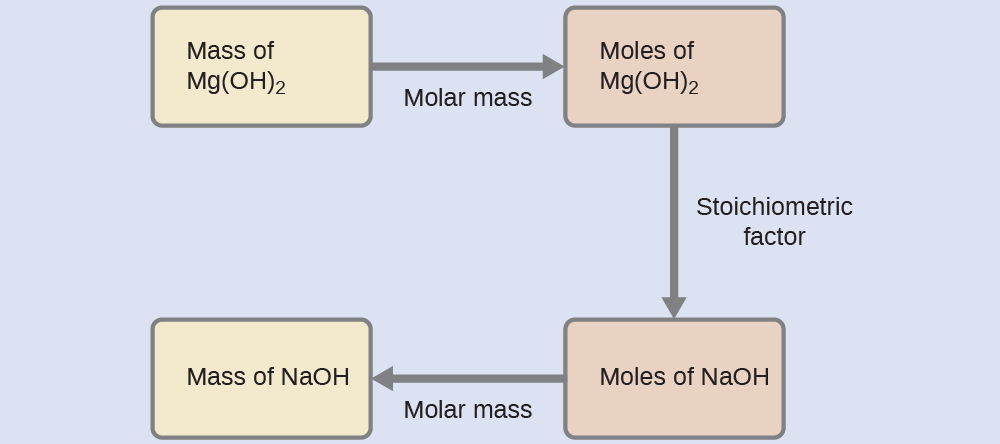 Mass of
Mg(OH)₂
Molar mass
Moles of
Mg(OH)₂
Stoichiometric
factor
Mass of NaOH
Molar mass
Moles of NaOH